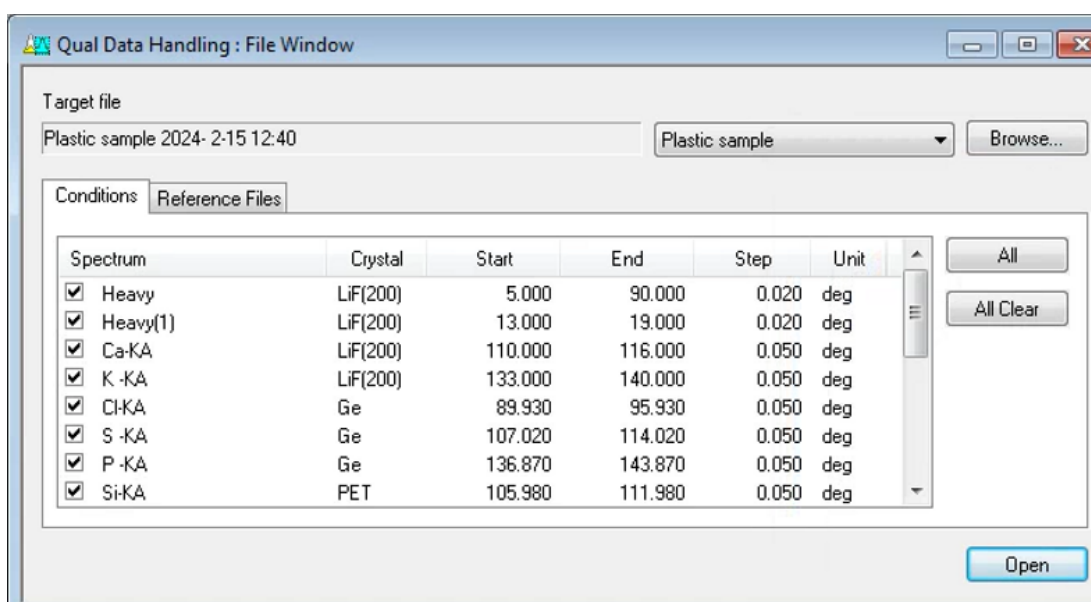 Qual Data Handling : File Window
Target file
Plastic sample 2024- 2-15 12:40 Plastic sample Browse...
Conditions Reference Files
Spectrum Crystal Start End Step Unit All
Heavy LiF(200) 5.000 90.000 0.020 deg
Heavy(1) LiF(200) 13.000 19.000 0.020 deg All Clear
Ca-KA LiF(200) 110.000 116.000 0.050 deg
K -KA LiF(200) 133.000 140.000 0.050 deg
Cl-KA Ge 89.930 95.930 0.050 deg
S -KA Ge 107.020 114.020 0.050 deg
P -KA Ge 136.870 143.870 0.050 deg
Si-KA PET 105.980 111.980 0.050 deg
Open